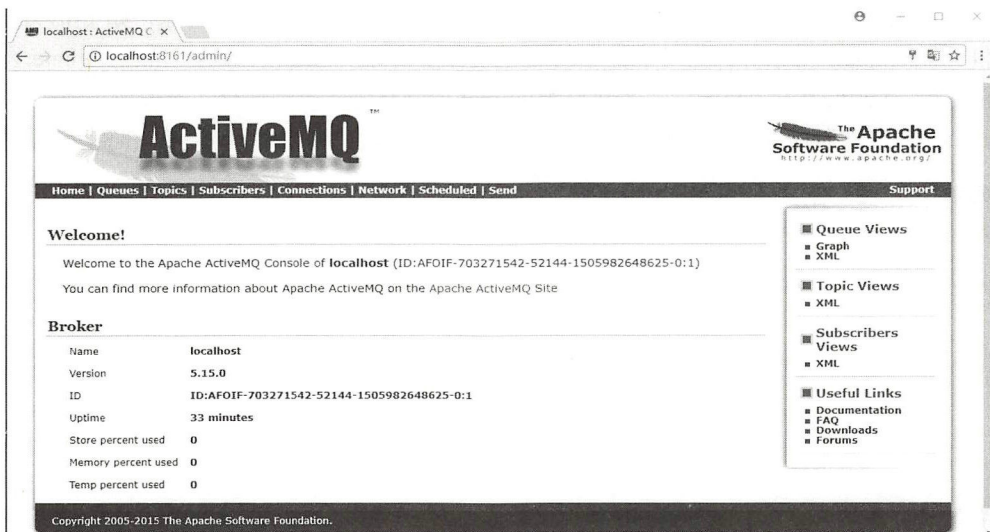 localhost : ActiveMQ C
localhost:8161/admin/
ActiveMQ™
The Apache
Software Foundation
http://www.apache.org/
Home | Queues | Topics | Subscribers | Connections | Network | Scheduled | Send
Support
Welcome!
Welcome to the Apache ActiveMQ Console of localhost (ID:AFOIF-703271542-52144-1505982648625-0:1)
You can find more information about Apache ActiveMQ on the Apache ActiveMQ Site
Broker
Name localhost
Version 5.15.0
ID ID:AFOIF-703271542-52144-1505982648625-0:1
Uptime 33 minutes
Store percent used 0
Memory percent used 0
Temp percent used 0
Queue Views
Graph
XML
Topic Views
XML
Subscribers
Views
XML
Useful Links
Documentation
FAQ
Downloads
Forums
Copyright 2005-2015 The Apache Software Foundation.